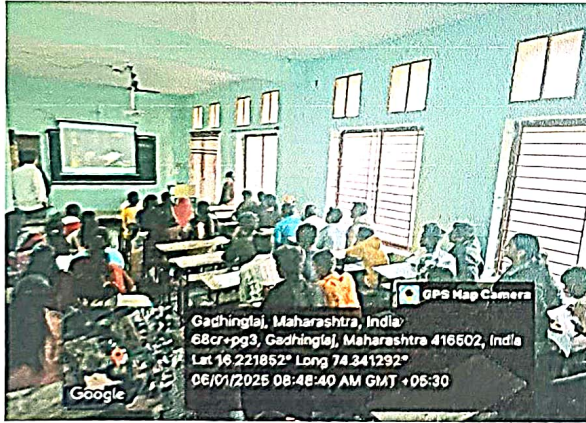 GPS Map Camera
Gadhinglaj, Maharashtra, India
68cr+pg3, Gadhinglaj, Maharashtra 416502, India
Lat 16.221852° Long 74.341292°
06/01/2025 08:48:40 AM GMT +05:30
Google